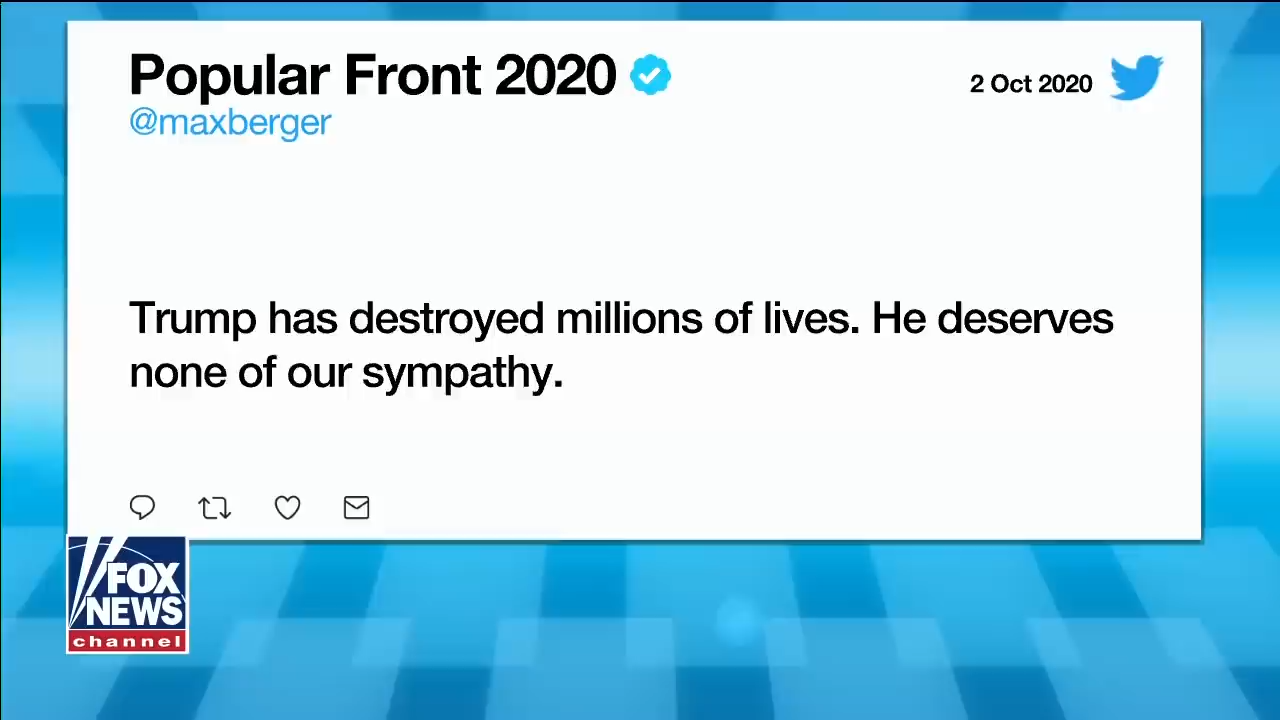 Popular Front 2020
@maxberger
2 Oct 2020
Trump has destroyed millions of lives. He deserves
none of our sympathy.
FOX
NEWS
channel